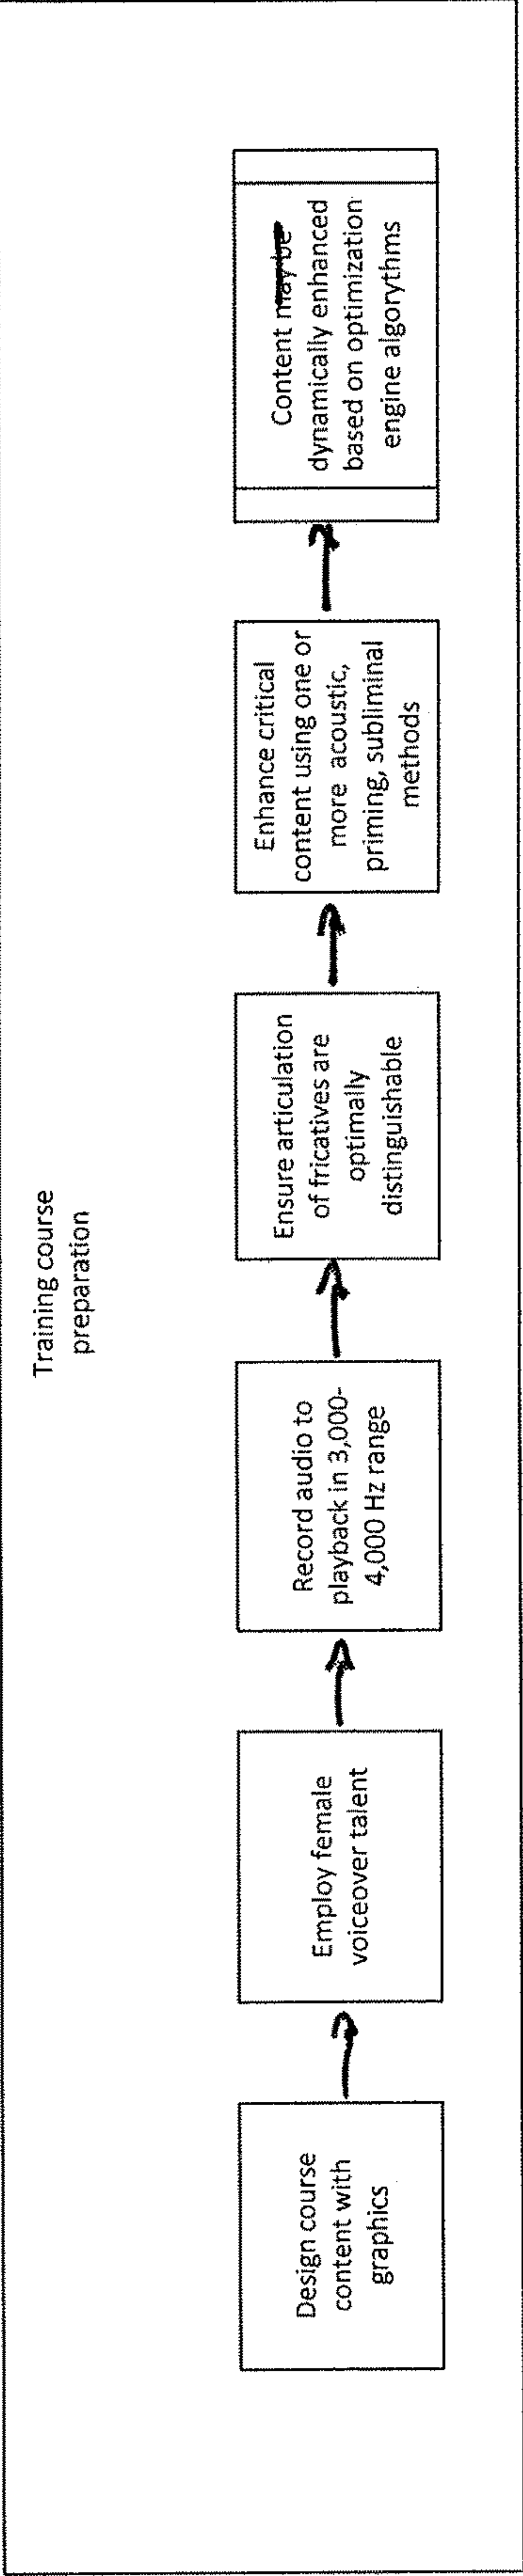 Training course
preparation
Design course
content with
graphics
Employ female
voiceover talent
Record audio to
playback in 3,000-
4,000 Hz range
Ensure articulation
of fricatives are
optimally
distinguishable
Enhance critical
content using one or
more acoustic,
priming, subliminal
methods
Content may be
dynamically enhanced
based on optimization
engine algorythms